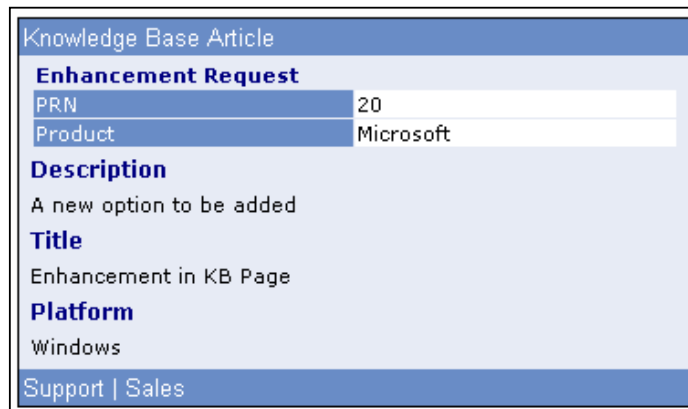 Knowledge Base Article
Enhancement Request
PRN 20
Product Microsoft
Description
A new option to be added
Title
Enhancement in KB Page
Platform
Windows
Support | Sales